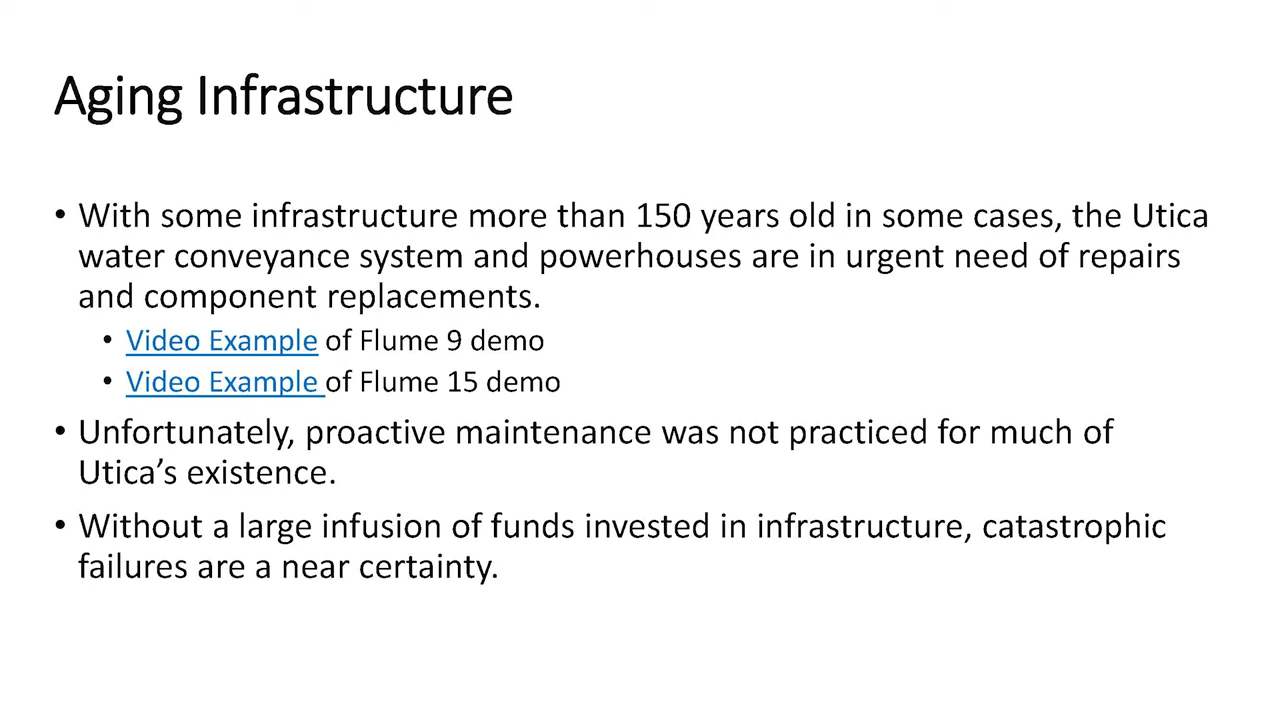 Aging Infrastructure
• With some infrastructure more than 150 years old in some cases, the Utica
water conveyance system and powerhouses are in urgent need of repairs
and component replacements.
• Video Example of Flume 9 demo
• Video Example of Flume 15 demo
• Unfortunately, proactive maintenance was not practiced for much of
Utica’s existence.
• Without a large infusion of funds invested in infrastructure, catastrophic
failures are a near certainty.